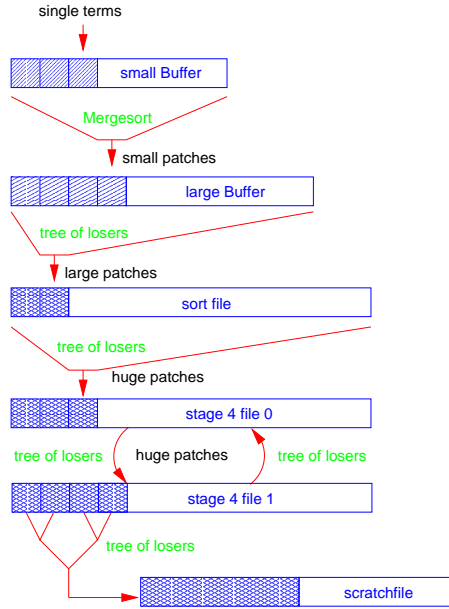 single terms
small Buffer
Mergesort
small patches
large Buffer
tree of losers
large patches
sort file
tree of losers
huge patches
stage 4 file 0
tree of losers huge patches tree of losers
stage 4 file 1
tree of losers
scratchfile